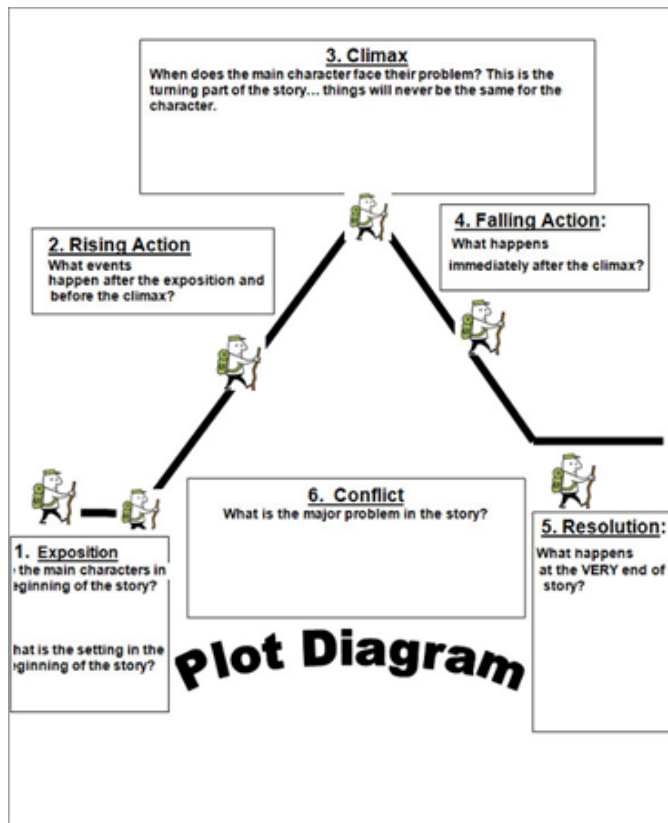 3. Climax
When does the main character face their problem? This is the
turning part of the story... things will never be the same for the
character.
2. Rising Action
What events
happen after the exposition and
before the climax?
4. Falling Action:
What happens
immediately after the climax?
6. Conflict
What is the major problem in the story?
1. Exposition
the main characters in
eginning of the story?
hat is the setting in the
eginning of the story?
5. Resolution:
What happens
at the VERY end of
story?
Plot Diagram